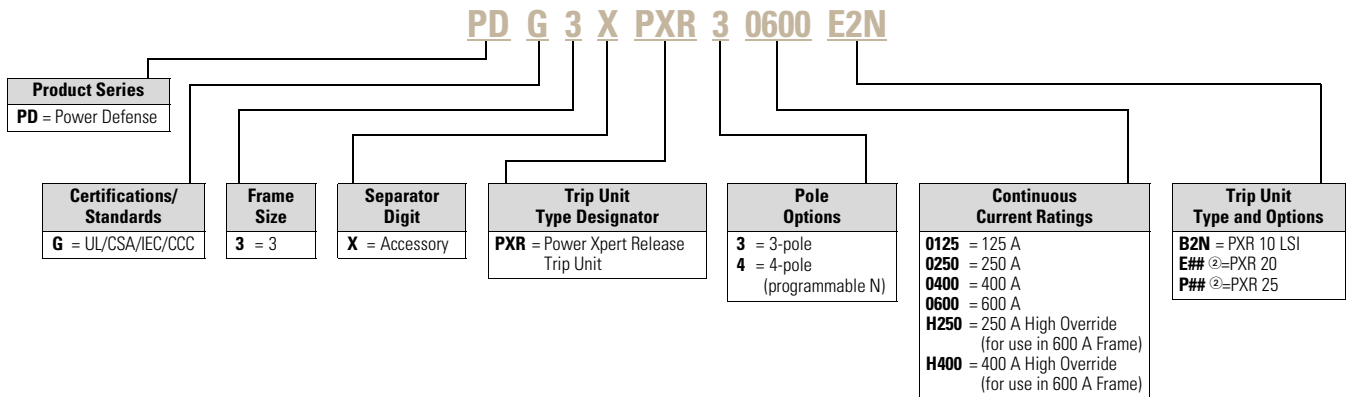 PD G 3 X PXR 3 0600 E2N
Product Series
PD = Power Defense
Certifications/
Standards
G = UL/CSA/IEC/CCC
Frame
Size
3 = 3
Separator
Digit
X = Accessory
Trip Unit
Type Designator
PXR = Power Xpert Release
Trip Unit
Pole
Options
3 = 3-pole
4 = 4-pole
(programmable N)
Continuous
Current Ratings
0125 = 125 A
0250 = 250 A
0400 = 400 A
0600 = 600 A
H250 = 250 A High Override
(for use in 600 A Frame)
H400 = 400 A High Override
(for use in 600 A Frame)
Trip Unit
Type and Options
B2N = PXR 10 LSI
E## ②=PXR 20
P## ②=PXR 25